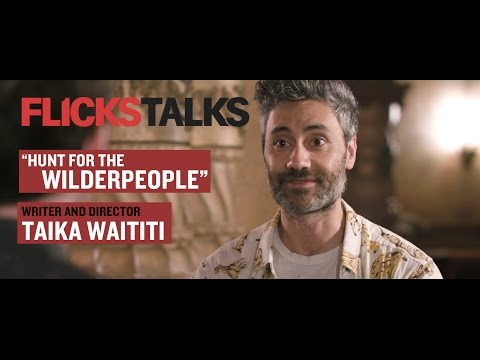 FLICKSTALKS
“HUNT FOR THE
WILDERPEOPLE”
WRITER AND DIRECTOR
TAIKA WAITITI